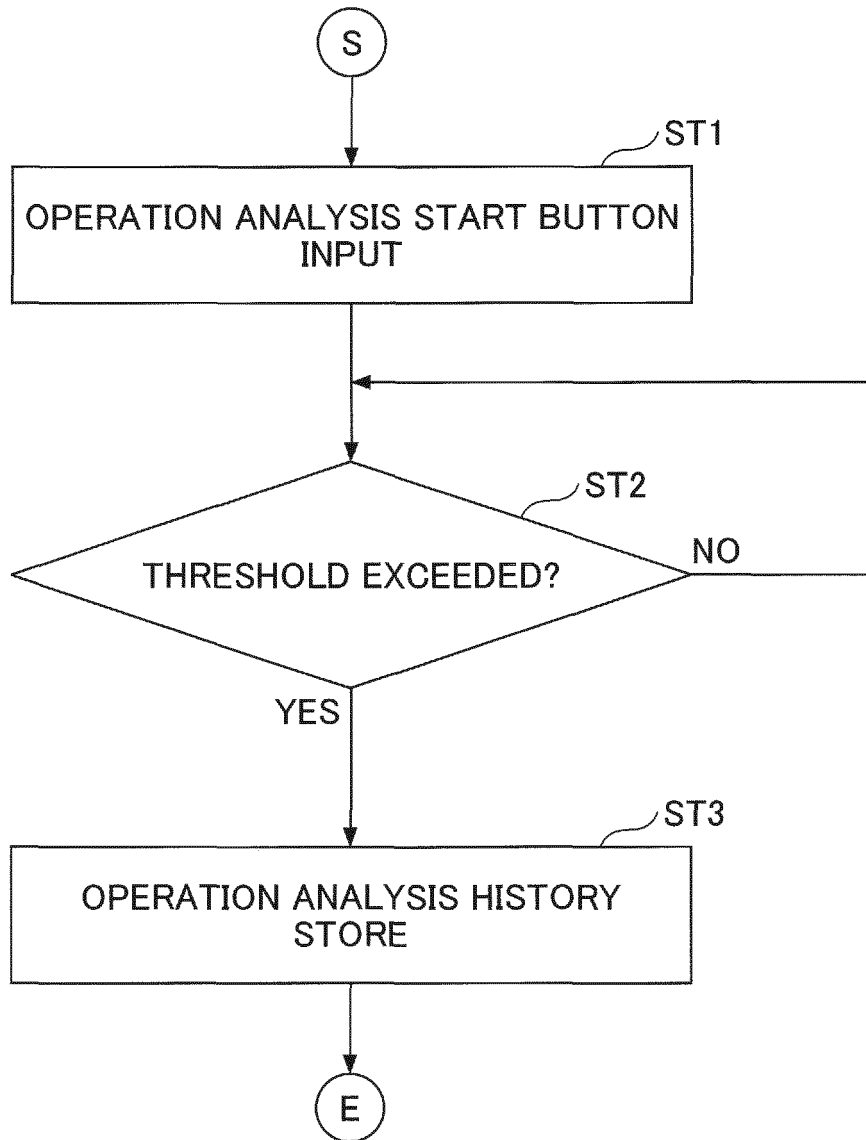 S
ST1
OPERATION ANALYSIS START BUTTON
INPUT
ST2
THRESHOLD EXCEEDED?
NO
YES
ST3
OPERATION ANALYSIS HISTORY
STORE
E